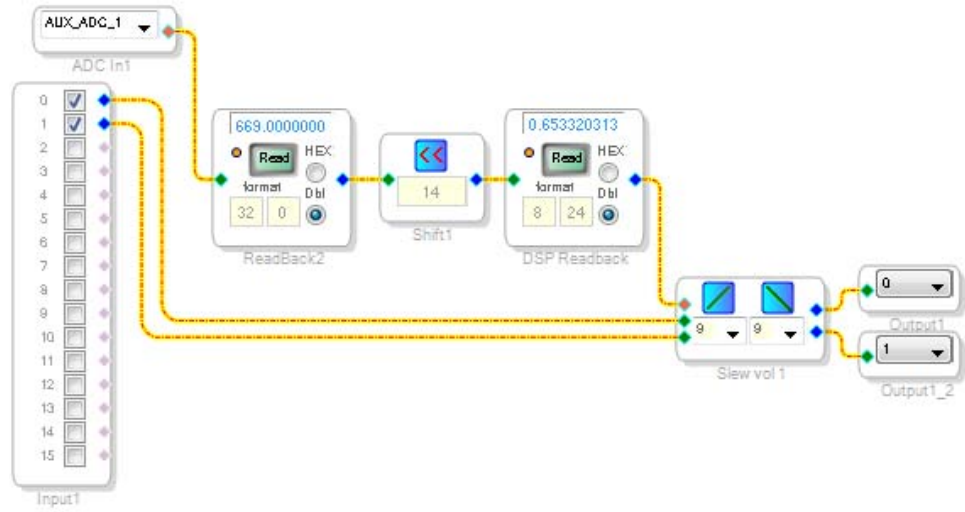 AUX_ADC_1
ADC In1
0
1
2
3
4
5
6
7
8
9
10
11
12
13
14
15
Input1
669.0000000
Read
HEX
format
Dbl
32 0
ReadBack2
<<
14
Shift1
0.653320313
Read
HEX
format
Dbl
8 24
DSP Readback
9 9
Slew vol 1
0
Output1
1
Output1_2